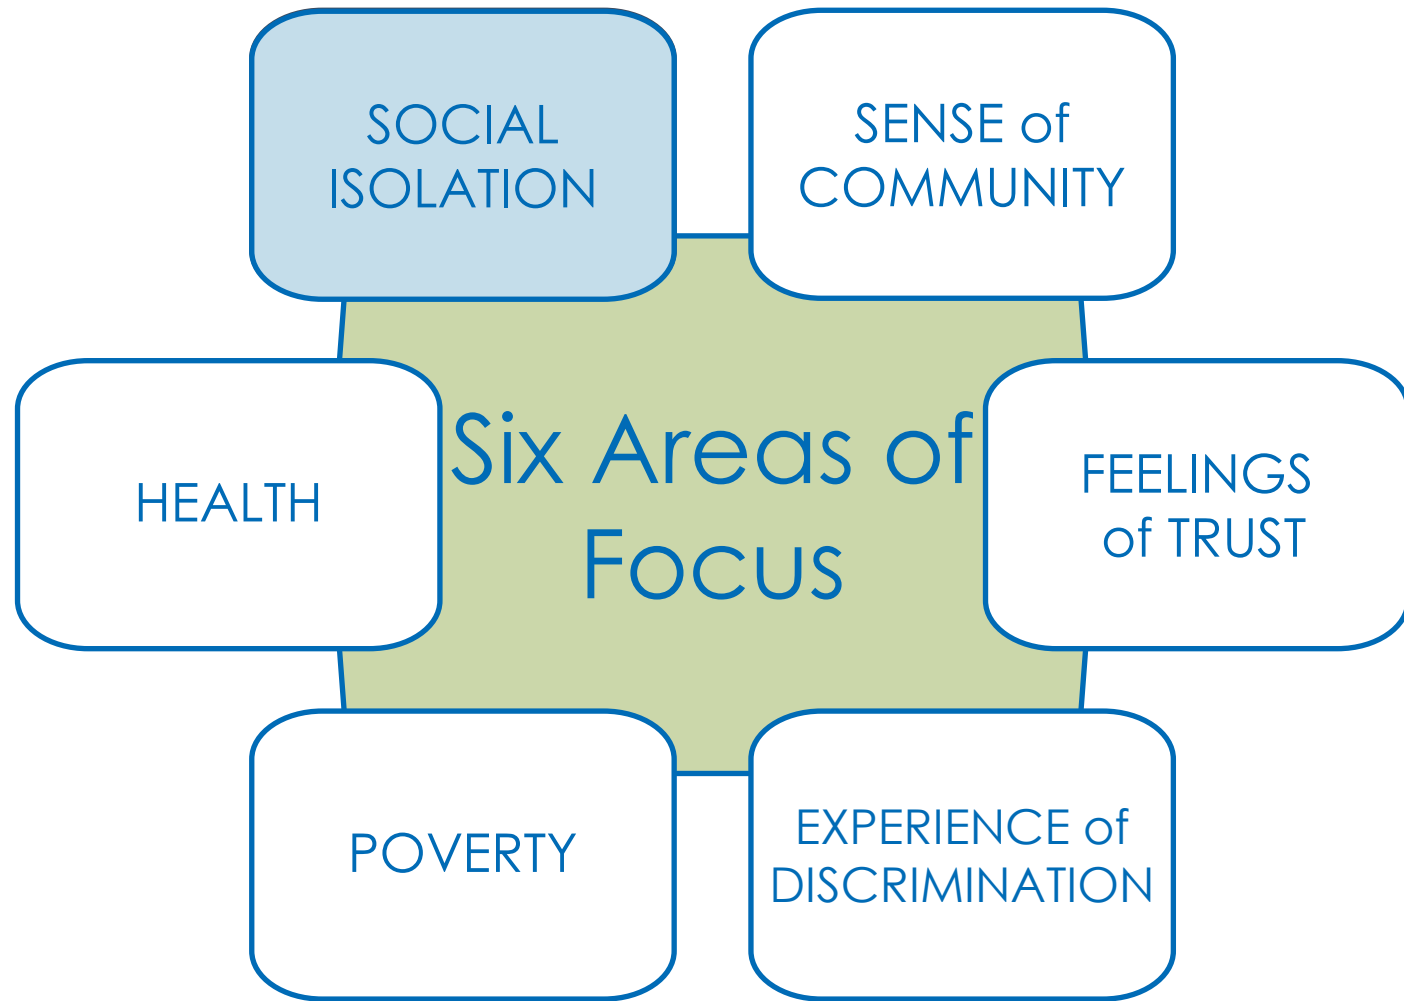 SOCIAL
ISOLATION
SENSE of
COMMUNITY
HEALTH
Six Areas of
Focus
FEELINGS
of TRUST
POVERTY
EXPERIENCE of
DISCRIMINATION